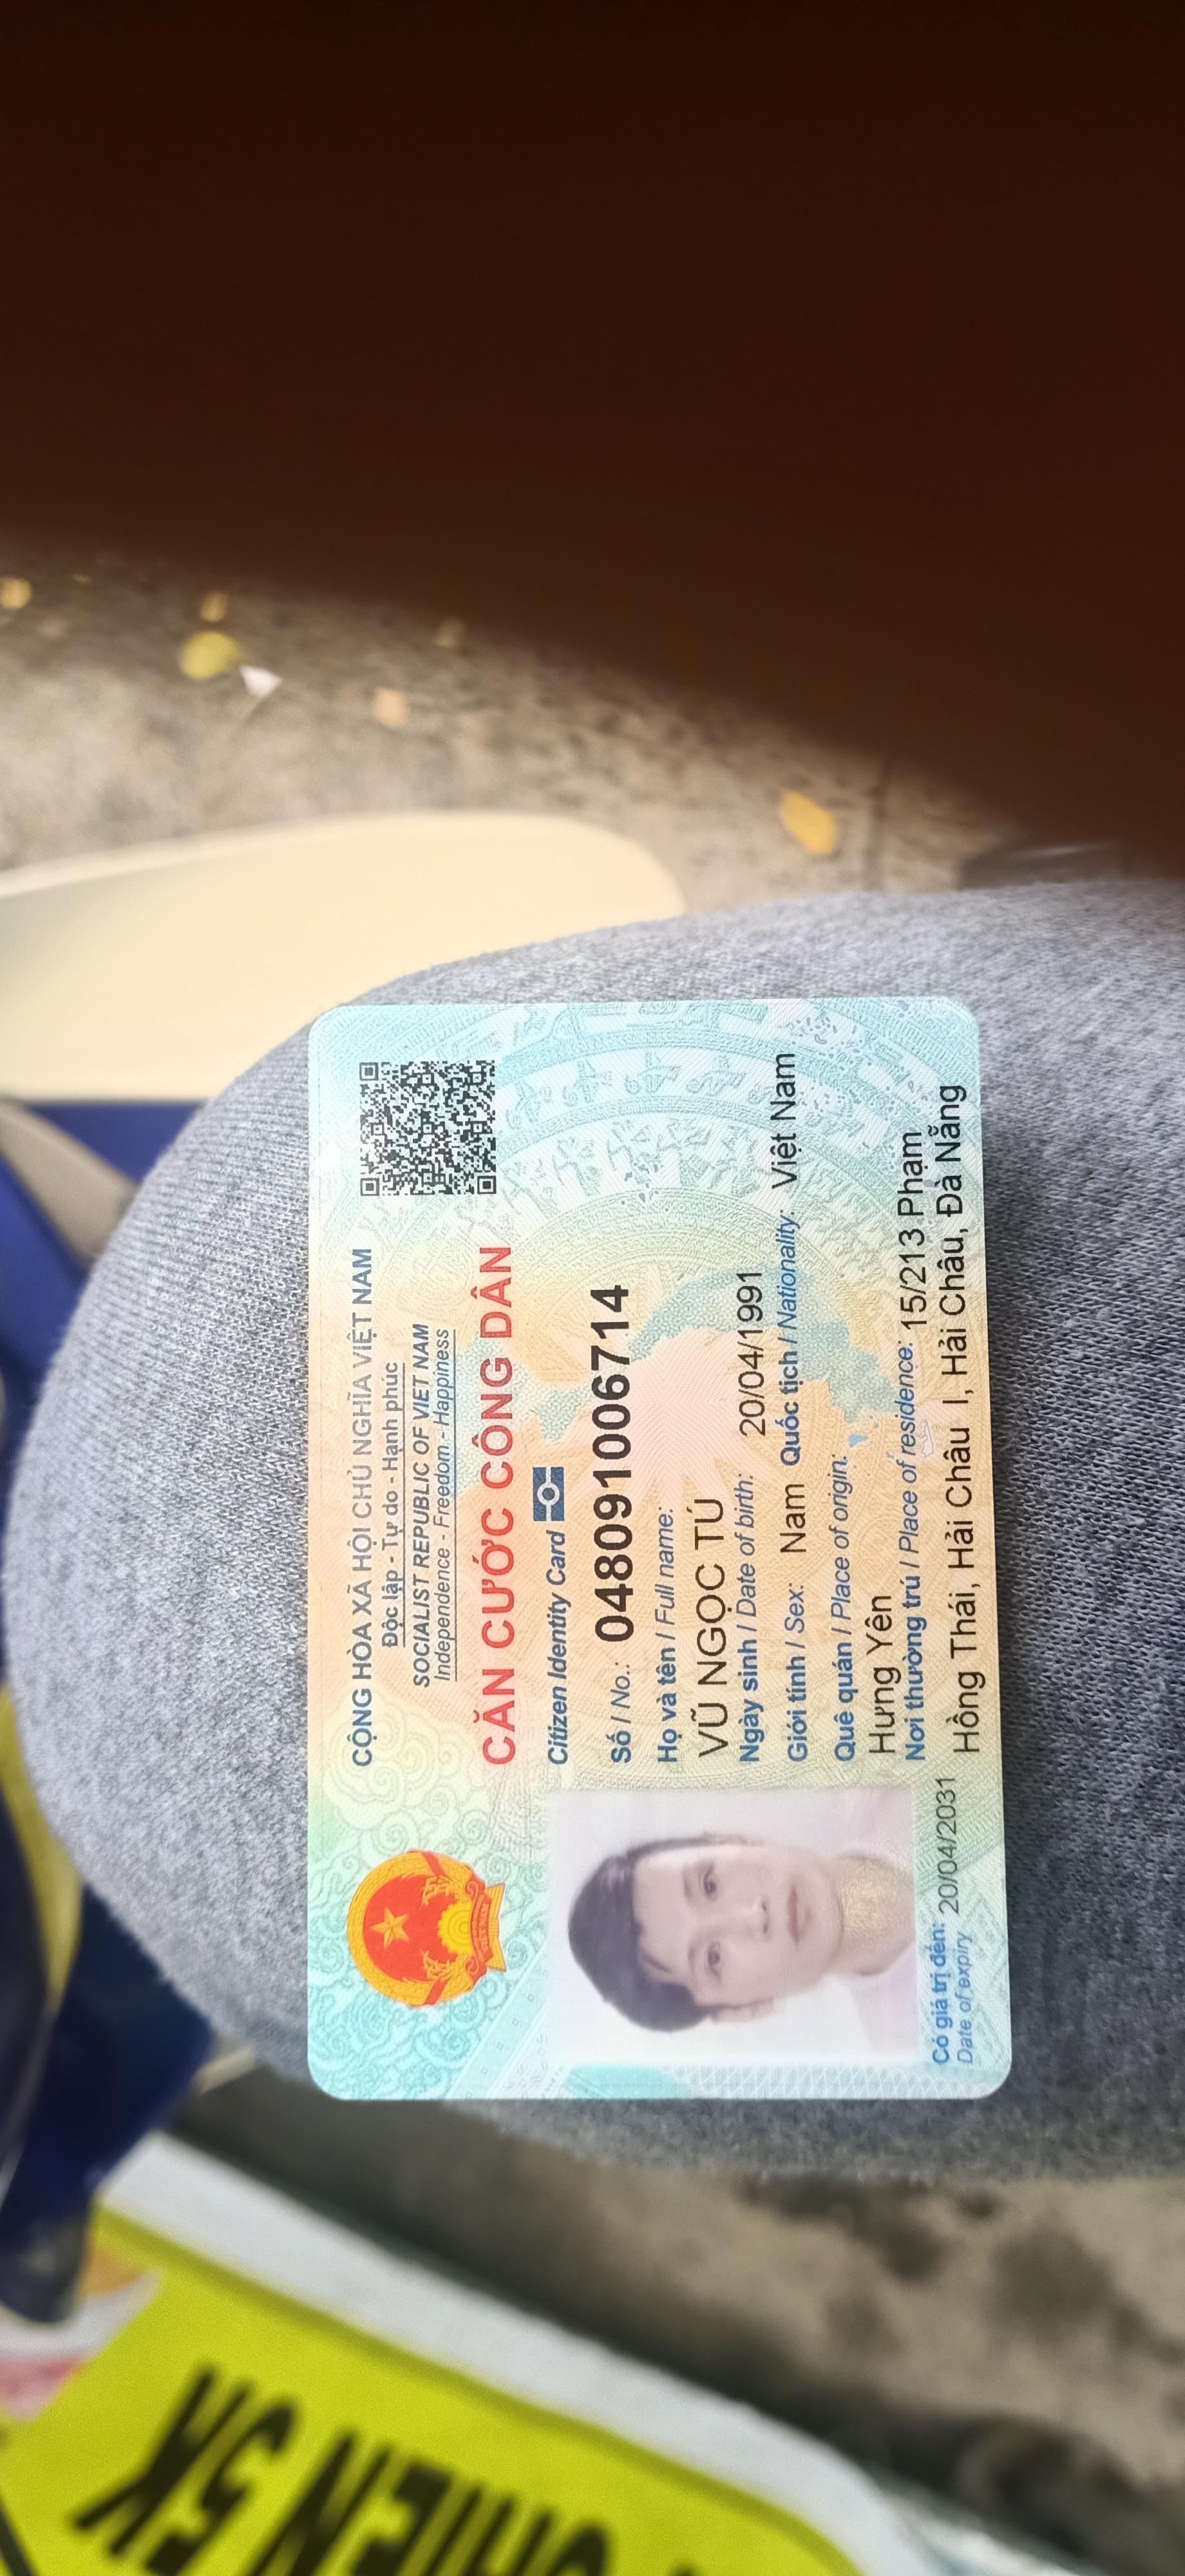 CỘNG HÒA XÃ HỘI CHỦ NGHĨA VIỆT NAM
Độc lập - Tự do - Hạnh phúc
SOCIALIST REPUBLIC OF VIET NAM
Independence - Freedom - Happiness
CĂN CƯỚC CÔNG DÂN
Citizen Identity Card
Số / No.: 048091006714
Họ và tên / Full name:
VŨ NGỌC TÚ
Ngày sinh / Date of birth: 20/04/1991
Giới tính / Sex: Nam Quốc tịch / Nationality: Việt Nam
Quê quán / Place of origin:
Hưng Yên
Nơi thường trú / Place of residence: 15/213 Phạm
Hồng Thái, Hải Châu I, Hải Châu, Đà Nẵng
Có giá trị đến: 20/04/2031
Date of expiry
5K